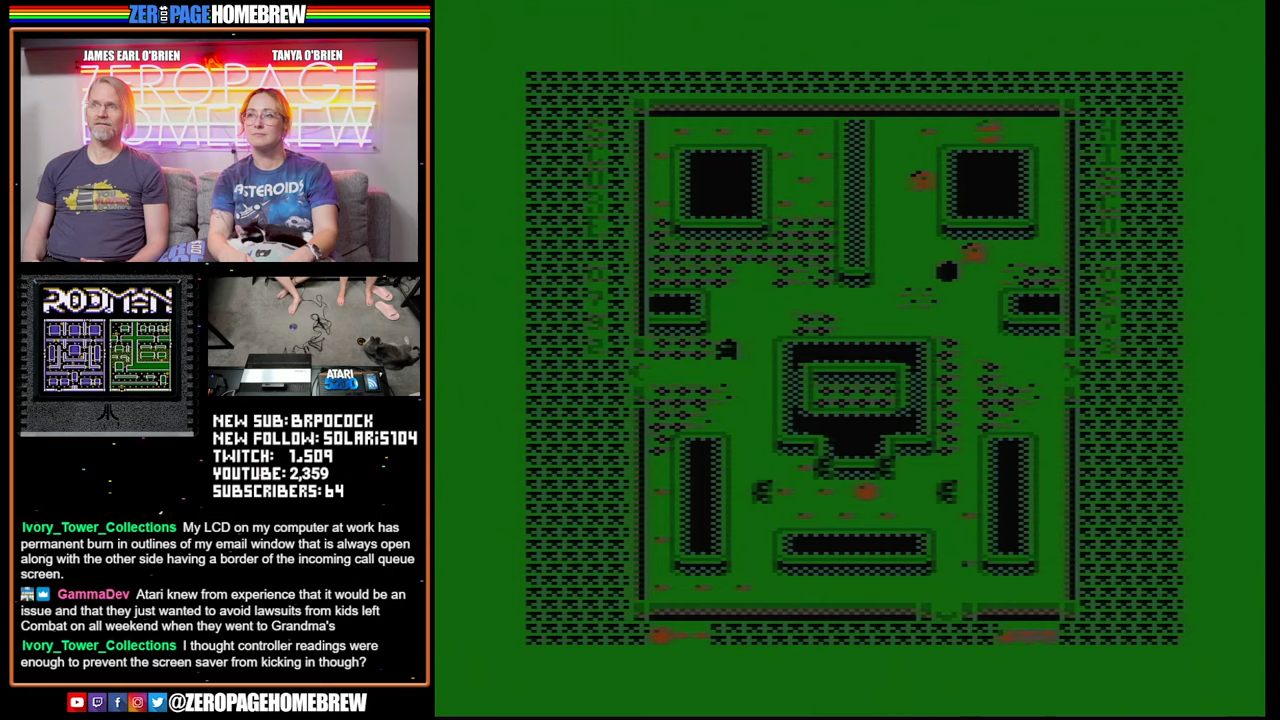 ZEROPAGE HOMEBREW
JAMES EARL O'BRIEN
TANYA O'BRIEN
ZEROPAGE
HOMEBREW
ASTEROIDS
RODMAN
ATARI
5200
NEW SUB: BRPOCOCK
NEW FOLLOW: SOLARIS104
TWITCH: 1,509
YOUTUBE: 2,359
SUBSCRIBERS: 64
Ivory_Tower_Collections My LCD on my computer at work has
permanent burn in outlines of my email window that is always open
along with the other side having a border of the incoming call queue
screen.
GammaDev Atari knew from experience that it would be an
issue and that they just wanted to avoid lawsuits from kids left
Combat on all weekend when they went to Grandma's
Ivory_Tower_Collections I thought controller readings were
enough to prevent the screen saver from kicking in though?
@ZEROPAGEHOMEBREW